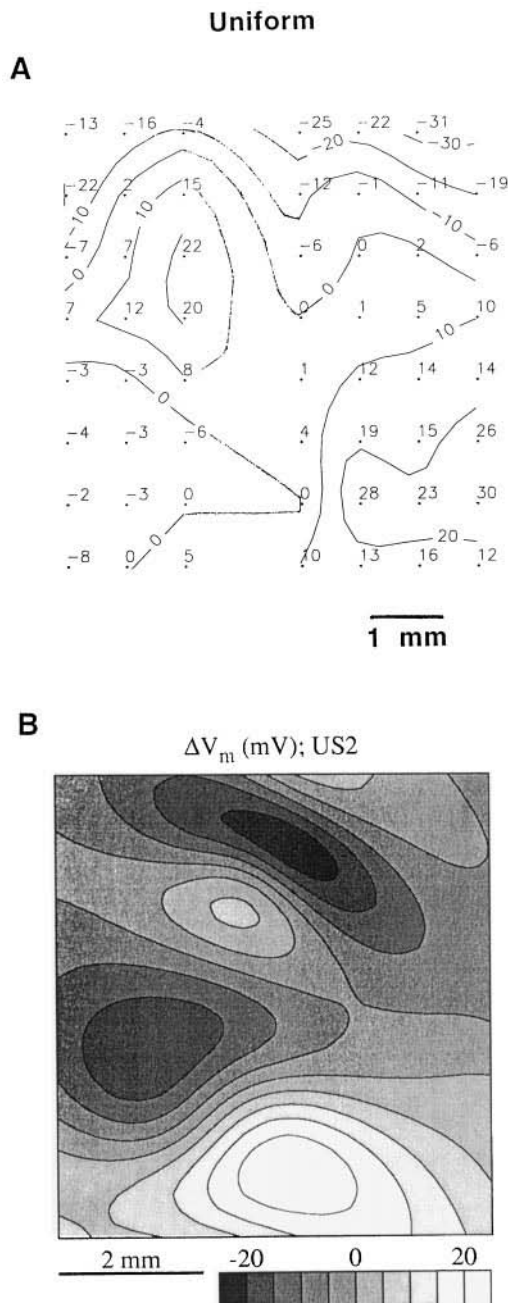 Uniform
A
-13 -16 -4 -25 -22 -31
-20 -30
-22 2 15 -12 -1 -11 -19
-10 10 -10
-7 7 22 -6 0 2 -6
0 0
7 12 20 0 1 5 10
10
-3 -3 8 1 12 14 14
0
-4 -3 -6 4 19 15 26
-2 -3 0 0 28 23 30
0 20
-8 0 5 10 13 16 12
1 mm
B
ΔVm (mV); US2
2 mm -20 0 20